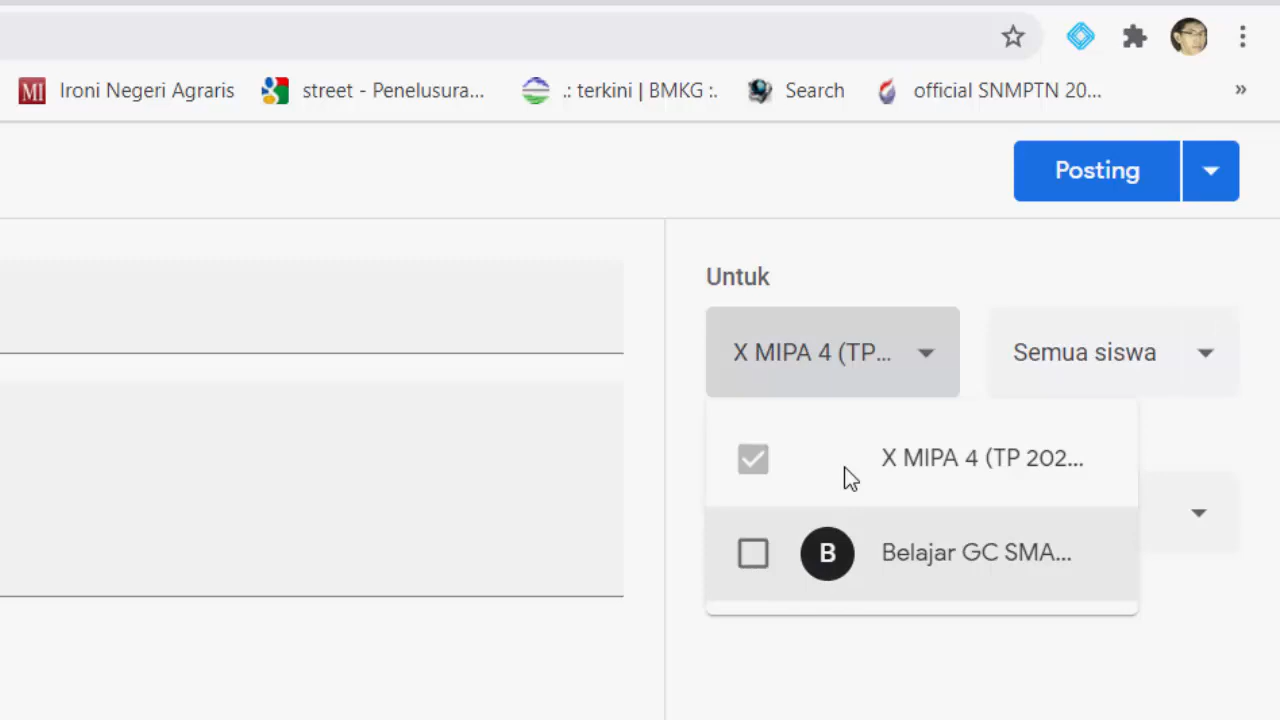 MI Ironi Negeri Agraris street - Penelusura... .: terkini | BMKG :. Search official SNMPTN 20... »
Posting
Untuk
X MIPA 4 (TP... Semua siswa
X MIPA 4 (TP 202...
B Belajar GC SMA...